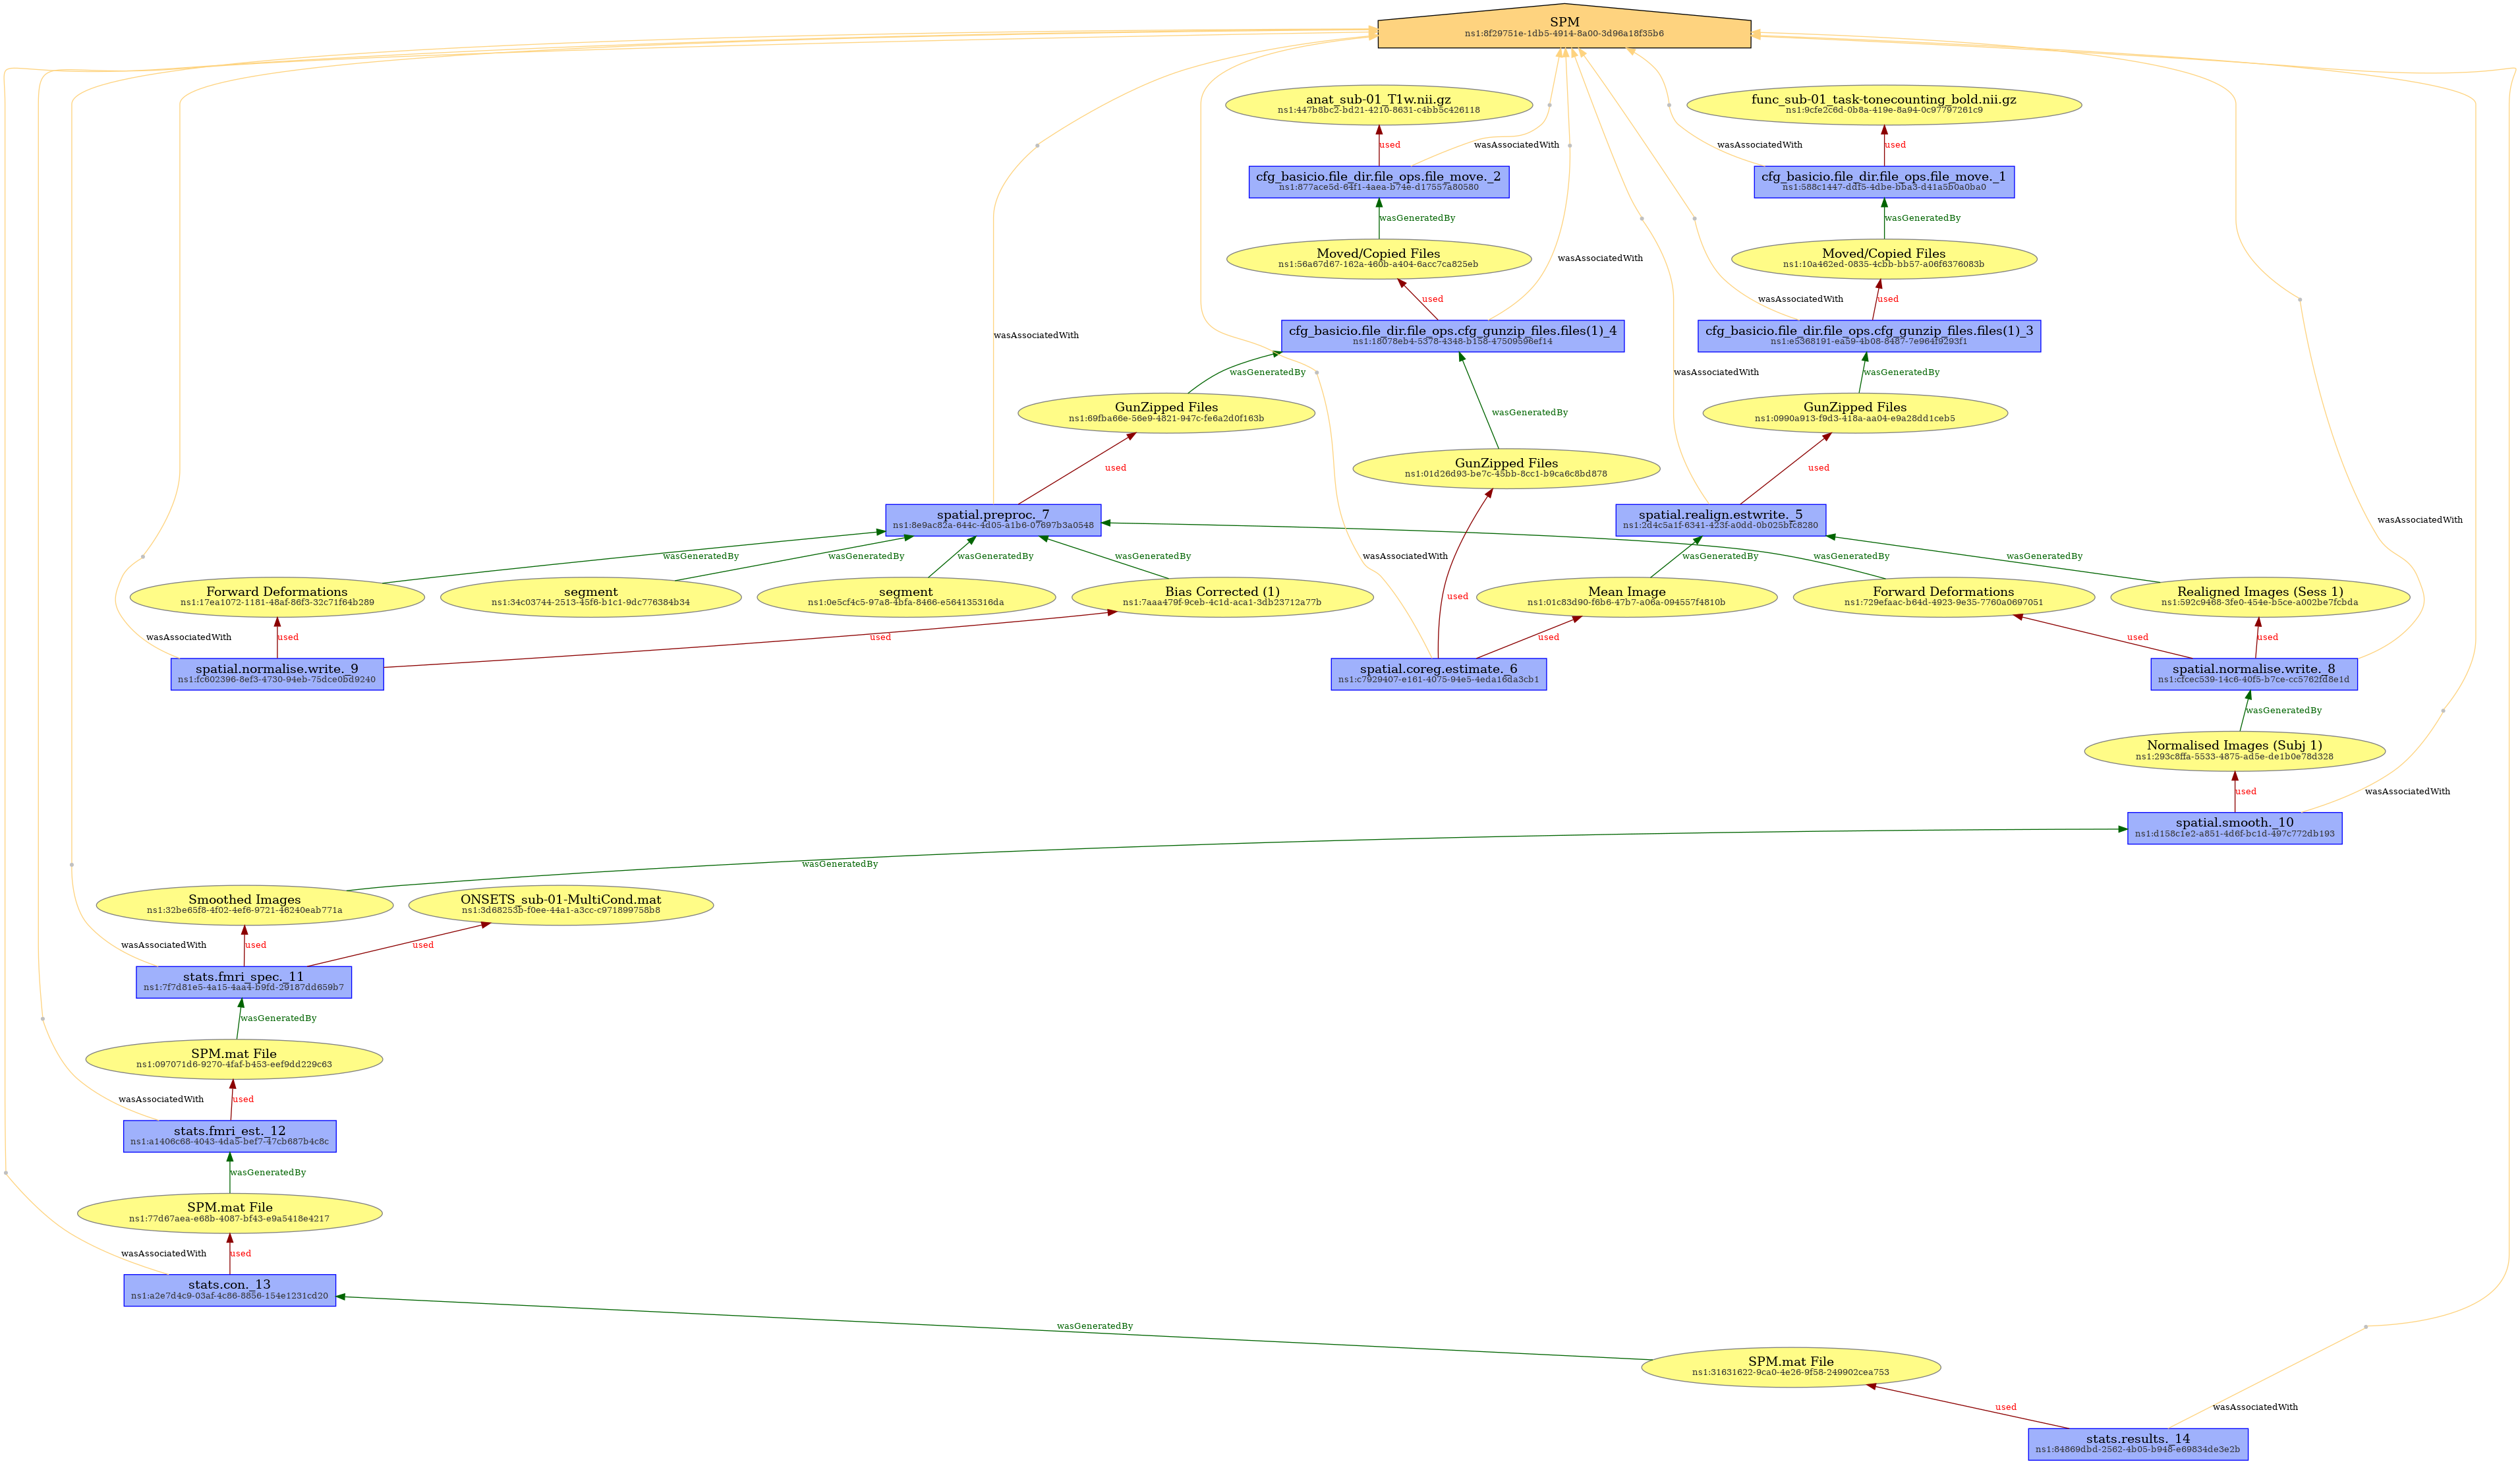 SPM
ns1:8f29751e-1db5-4914-8a00-3d96a18f35b6
anat_sub-01_T1w.nii.gz
ns1:447b8bc2-bd21-4210-8631-c4bb5c426118
func_sub-01_task-tonecounting_bold.nii.gz
ns1:9cfe2c6d-0b8a-419e-8a94-0c97797261c9
used
wasAssociatedWith
wasAssociatedWith
used
cfg_basicio.file_dir.file_ops.file_move._2
ns1:877ace5d-64f1-4aea-b74e-d17557a80580
cfg_basicio.file_dir.file_ops.file_move._1
ns1:588c1447-ddf5-4dbe-bba3-d41a5b0a0ba0
wasGeneratedBy
wasGeneratedBy
Moved/Copied Files
ns1:56a67d67-162a-460b-a404-6acc7ca825eb
wasAssociatedWith
Moved/Copied Files
ns1:10a462ed-0835-4cbb-bb57-a06f6376083b
used
wasAssociatedWith
used
cfg_basicio.file_dir.file_ops.cfg_gunzip_files.files(1)_4
ns1:18078eb4-5378-4348-b158-47509596ef14
cfg_basicio.file_dir.file_ops.cfg_gunzip_files.files(1)_3
ns1:e5368191-ea59-4b08-8487-7e964f9293f1
wasAssociatedWith
wasGeneratedBy
wasAssociatedWith
wasGeneratedBy
GunZipped Files
ns1:69fba66e-56e9-4821-947c-fe6a2d0f163b
wasGeneratedBy
GunZipped Files
ns1:0990a913-f9d3-418a-aa04-e9a28dd1ceb5
used
GunZipped Files
ns1:01d26d93-be7c-45bb-8cc1-b9ca6c8bd878
used
spatial.preproc._7
ns1:8e9ac82a-644c-4d05-a1b6-07697b3a0548
spatial.realign.estwrite._5
ns1:2d4c5a1f-6341-423f-a0dd-0b025bfc8280
wasAssociatedWith
wasGeneratedBy
wasGeneratedBy
wasGeneratedBy
wasGeneratedBy
wasAssociatedWith
wasGeneratedBy
wasGeneratedBy
wasGeneratedBy
Forward Deformations
ns1:17ea1072-1181-48af-86f3-32c71f64b289
segment
ns1:34c03744-2513-45f6-b1c1-9dc776384b34
segment
ns1:0e5cf4c5-97a8-4bfa-8466-e564135316da
Bias Corrected (1)
ns1:7aaa479f-9ceb-4c1d-aca1-3db23712a77b
used
Mean Image
ns1:01c83d90-f6b6-47b7-a06a-094557f4810b
Forward Deformations
ns1:729efaac-b64d-4923-9e35-7760a0697051
Realigned Images (Sess 1)
ns1:592c9468-3fe0-454e-b5ce-a002be7fcbda
wasAssociatedWith
used
used
used
used
used
spatial.normalise.write._9
ns1:fc602396-8ef3-4730-94eb-75dce0bd9240
spatial.coreg.estimate._6
ns1:c7929407-e161-4075-94e5-4eda16da3cb1
spatial.normalise.write._8
ns1:cfcec539-14c6-40f5-b7ce-cc5762fd8e1d
wasGeneratedBy
Normalised Images (Subj 1)
ns1:293c8ffa-5533-4875-ad5e-de1b0e78d328
used
wasAssociatedWith
spatial.smooth._10
ns1:d158c1e2-a851-4d6f-bc1d-497c772db193
wasGeneratedBy
Smoothed Images
ns1:32be65f8-4f02-4ef6-9721-46240eab771a
ONSETS_sub-01-MultiCond.mat
ns1:3d68253b-f0ee-44a1-a3cc-c971899758b8
wasAssociatedWith
used
used
stats.fmri_spec._11
ns1:7f7d81e5-4a15-4aa4-b9fd-29187dd659b7
wasGeneratedBy
SPM.mat File
ns1:097071d6-9270-4faf-b453-eef9dd229c63
wasAssociatedWith
used
stats.fmri_est._12
ns1:a1406c68-4043-4da5-bef7-47cb687b4c8c
wasGeneratedBy
SPM.mat File
ns1:77d67aea-e68b-4087-bf43-e9a5418e4217
wasAssociatedWith
used
stats.con._13
ns1:a2e7d4c9-03af-4c86-8856-154e1231cd20
wasGeneratedBy
SPM.mat File
ns1:31631622-9ca0-4e26-9f58-249902cea753
used
wasAssociatedWith
stats.results._14
ns1:84869dbd-2562-4b05-b948-e69834de3e2b